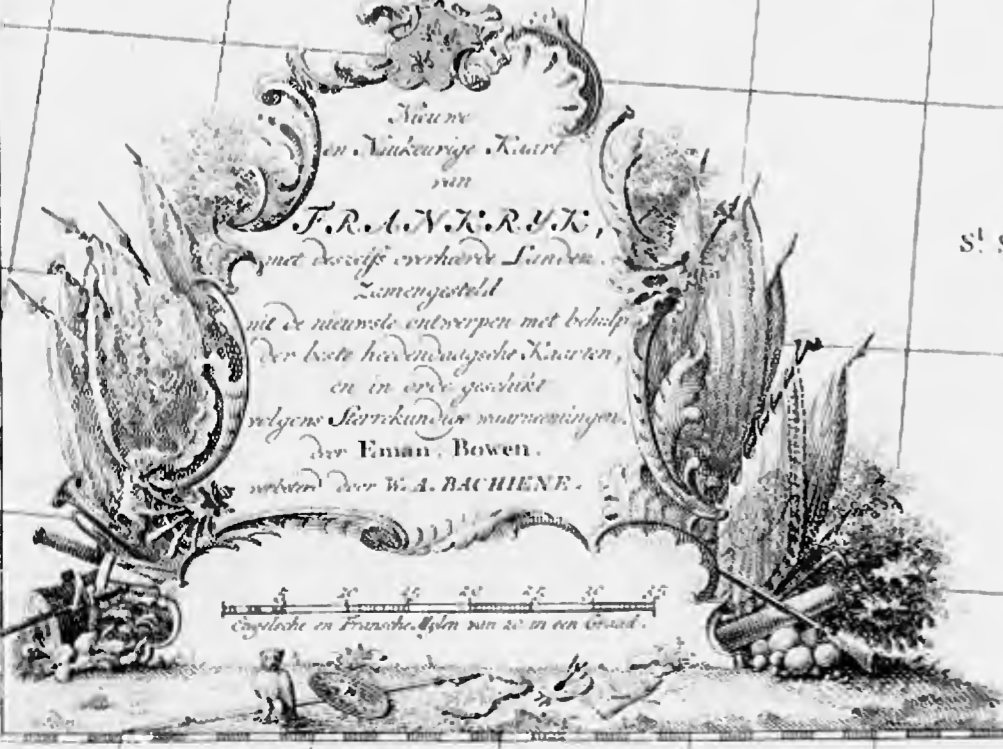 Nieuwe
en Naukeurige Kaart
van
FRANKRYK,
met deszelfs overheerde Landen.
Zamengesteld
uit de nieuwste ontwerpen met behulp
der beste hedendaagsche Kaarten,
en in orde geschikt
volgens Sterrekundige waarnemingen.
door Eman. Bowen.
verbeterd door W. A. BACHIENE.
Engelsche en Fransche Mylen van 20 in een Graad.
St.